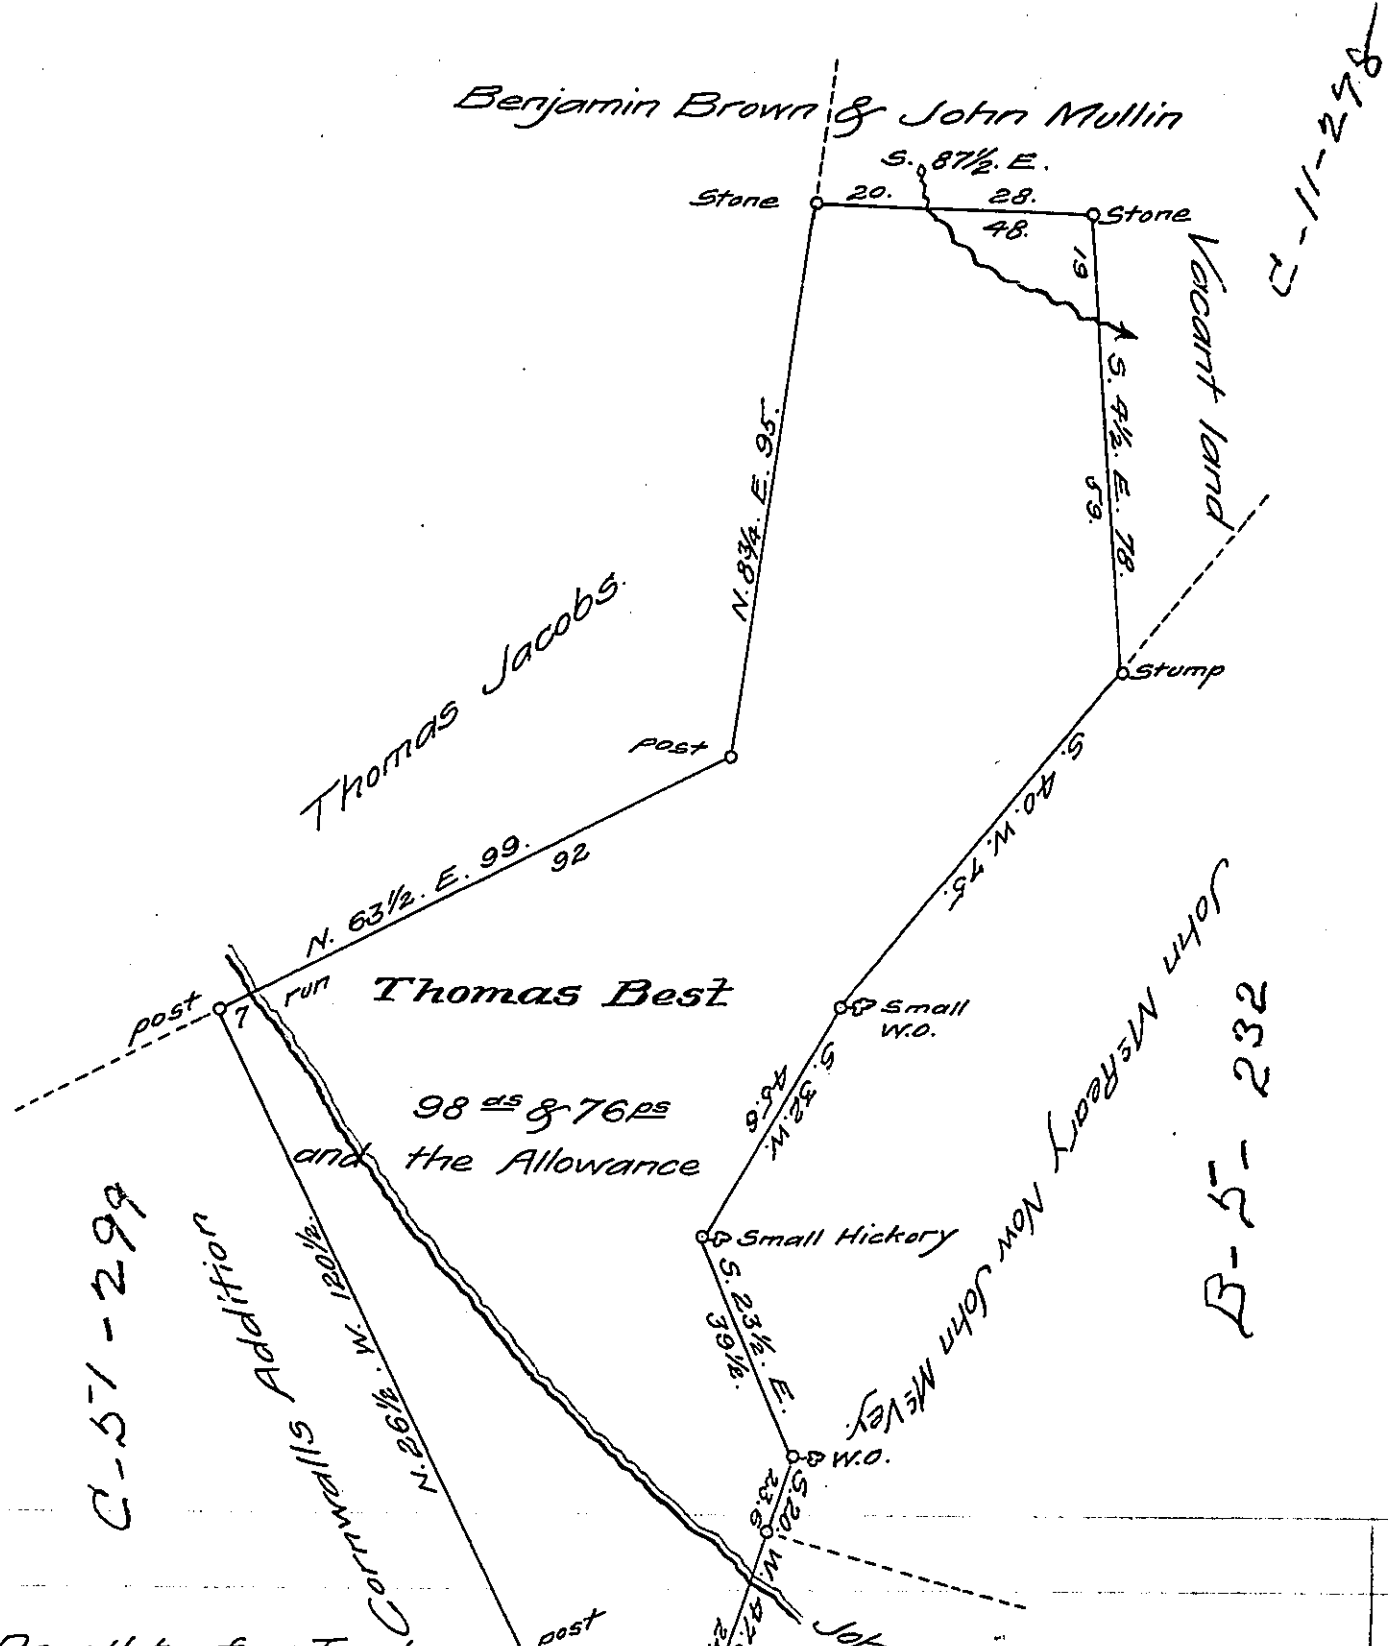 Benjamin Brown & John Mullin
C-11-278
S. 87½. E.
Stone
20.
28.
Stone
48.
19
Vacant land
S. 4½. E. 78.
59.
N. 8¾. E. 95.
Thomas Jacobs.
Stump
post
S. 40. W. 75.
N. 63½. E. 99.
92
run
Thomas Best
post
7
Small
W.O.
98 as & 76 ps
and the Allowance
S. 32. W.
45.6
John McReary Now John McVey.
B-5-232
Small Hickory
C-51-299
Cornwalls Addition
N. 26½. W. 120½.
S. 23½. E.
39½.
W.O.
S. 20. W.
23.6
post